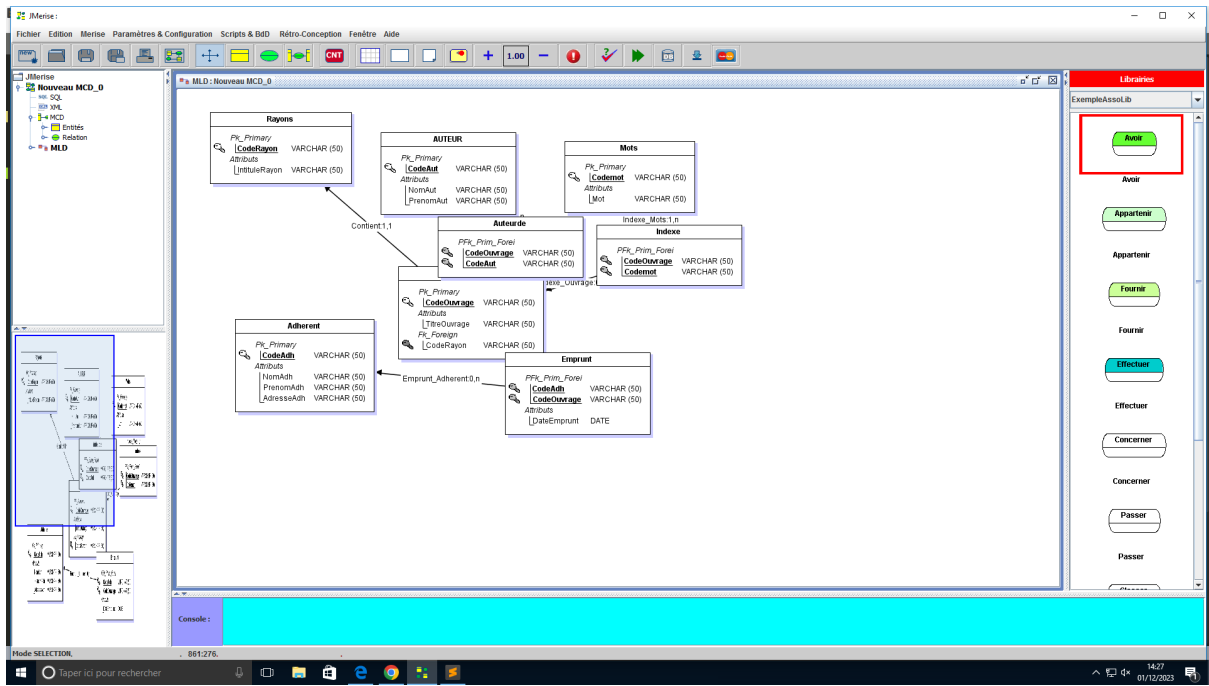 JMerise :
Fichier Edition Merise Paramètres & Configuration Scripts & BdD Rétro-Conception Fenêtre Aide
NEW CNT + 1.00 −
JMerise
Nouveau MCD_0
SQL
XML
MCD
Entités
Relation
MLD
MLD : Nouveau MCD_0
Rayons
Pk_Primary
CodeRayon VARCHAR (50)
Attributs
IntituleRayon VARCHAR (50)
AUTEUR
Pk_Primary
CodeAut VARCHAR (50)
Attributs
NomAut VARCHAR (50)
PrenomAut VARCHAR (50)
Mots
Pk_Primary
Codemot VARCHAR (50)
Attributs
Mot VARCHAR (50)
Contient:1,1
Indexe_Mots:1,n
Auteurde
PFk_Prim_Forei
CodeOuvrage VARCHAR (50)
CodeAut VARCHAR (50)
Indexe
PFk_Prim_Forei
CodeOuvrage VARCHAR (50)
Codemot VARCHAR (50)
Pk_Primary
CodeOuvrage VARCHAR (50)
Attributs
TitreOuvrage VARCHAR (50)
Fk_Foreign
CodeRayon VARCHAR (50)
Adherent
Pk_Primary
CodeAdh VARCHAR (50)
Attributs
NomAdh VARCHAR (50)
PrenomAdh VARCHAR (50)
AdresseAdh VARCHAR (50)
Emprunt_Adherent:0,n
Emprunt
PFk_Prim_Forei
CodeAdh VARCHAR (50)
CodeOuvrage VARCHAR (50)
Attributs
DateEmprunt DATE
Librairies
ExempleAssoLib
Avoir
Avoir
Appartenir
Appartenir
Fournir
Fournir
Effectuer
Effectuer
Concerner
Concerner
Passer
Passer
Console :
Mode SELECTION, . 861:276. .
Taper ici pour rechercher
14:27
01/12/2023